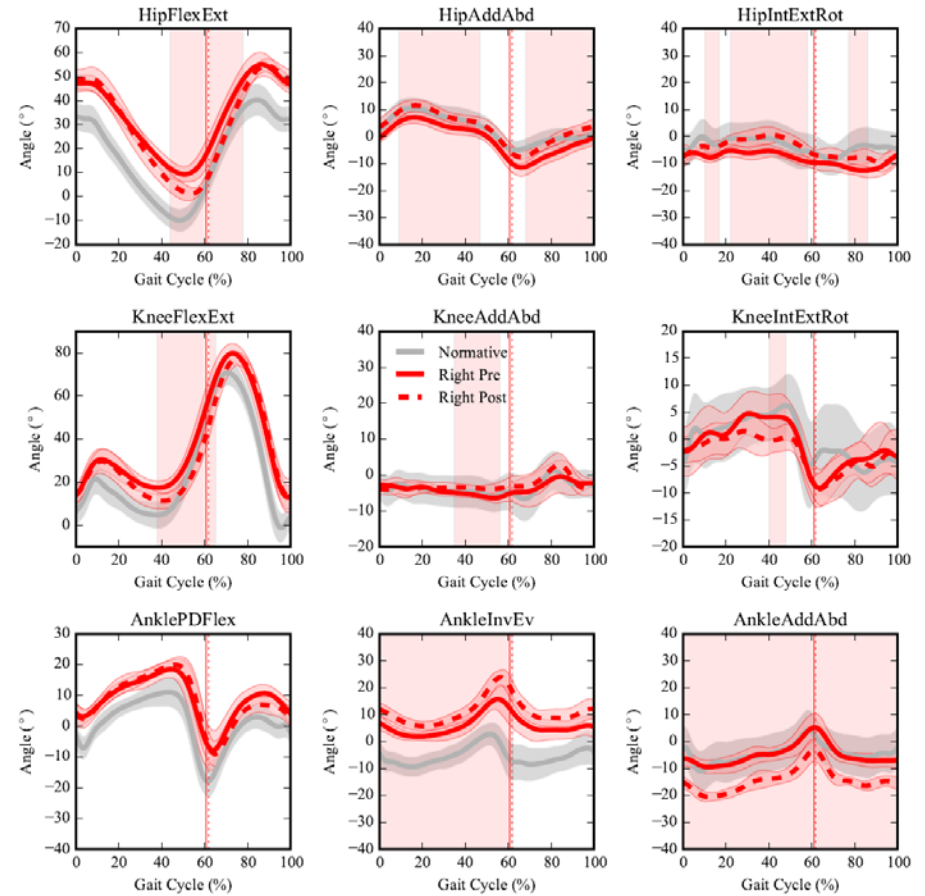 HipFlexExt
HipAddAbd
HipIntExtRot
Angle (°)
70
60
50
40
30
20
10
0
−10
−20
0 20 40 60 80 100
Gait Cycle (%)
Angle (°)
40
30
20
10
0
−10
−20
−30
−40
0 20 40 60 80 100
Gait Cycle (%)
Angle (°)
40
30
20
10
0
−10
−20
−30
−40
0 20 40 60 80 100
Gait Cycle (%)
KneeFlexExt
KneeAddAbd
KneeIntExtRot
Angle (°)
80
60
40
20
0
0 20 40 60 80 100
Gait Cycle (%)
Angle (°)
40
30
20
10
0
−10
−20
Normative
Right Pre
Right Post
0 20 40 60 80 100
Gait Cycle (%)
Angle (°)
20
15
10
5
0
−5
−10
−15
−20
0 20 40 60 80 100
Gait Cycle (%)
AnklePDFlex
AnkleInvEv
AnkleAddAbd
Angle (°)
30
20
10
0
−10
−20
−30
−40
0 20 40 60 80 100
Gait Cycle (%)
Angle (°)
40
30
20
10
0
−10
−20
−30
−40
0 20 40 60 80 100
Gait Cycle (%)
Angle (°)
40
30
20
10
0
−10
−20
−30
−40
0 20 40 60 80 100
Gait Cycle (%)